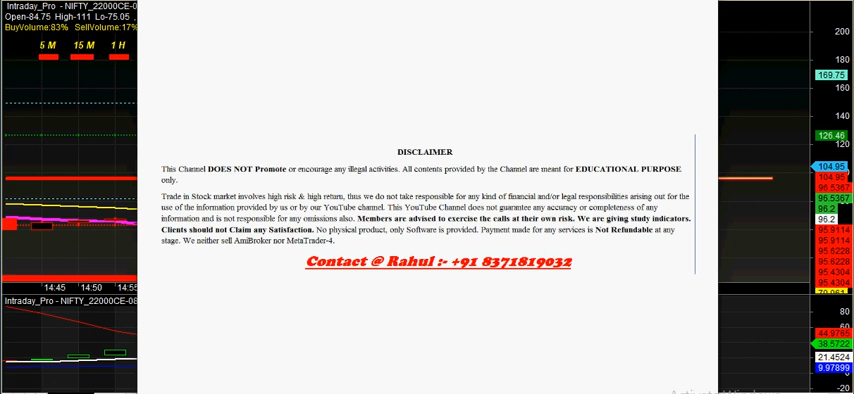 Intraday_Pro - NIFTY_22000CE-0
Open-84.75 High-111 Lo-75.05 ,
BuyVolume:83% SellVolume:17%
5 M 15 M 1 H
200
180
169.75
160
140
126.46
120
104.95
104.95
96.5367
96.5367
96.2
96.2
95.9114
95.9114
95.6228
95.6228
95.4304
95.4304
DISCLAIMER
This Channel DOES NOT Promote or encourage any illegal activities. All contents provided by the Channel are meant for EDUCATIONAL PURPOSE
only.
Trade in Stock market involves high risk & high return, thus we do not take responsible for any kind of financial and/or legal responsibilities arising out for the
use of the information provided by us or by our YouTube channel. This YouTube Channel does not guarantee any accuracy or completeness of any
information and is not responsible for any omissions also. Members are advised to exercise the calls at their own risk. We are giving study indicators.
Clients should not Claim any Satisfaction. No physical product, only Software is provided. Payment made for any services is Not Refundable at any
stage. We neither sell AmiBroker nor MetaTrader-4.
Contact @ Rahul :- +91 8371819032
14:45 14:50 14:55
Intraday_Pro - NIFTY_22000CE-08
80
60
44.9765
38.5722
21.4524
9.97899
-20